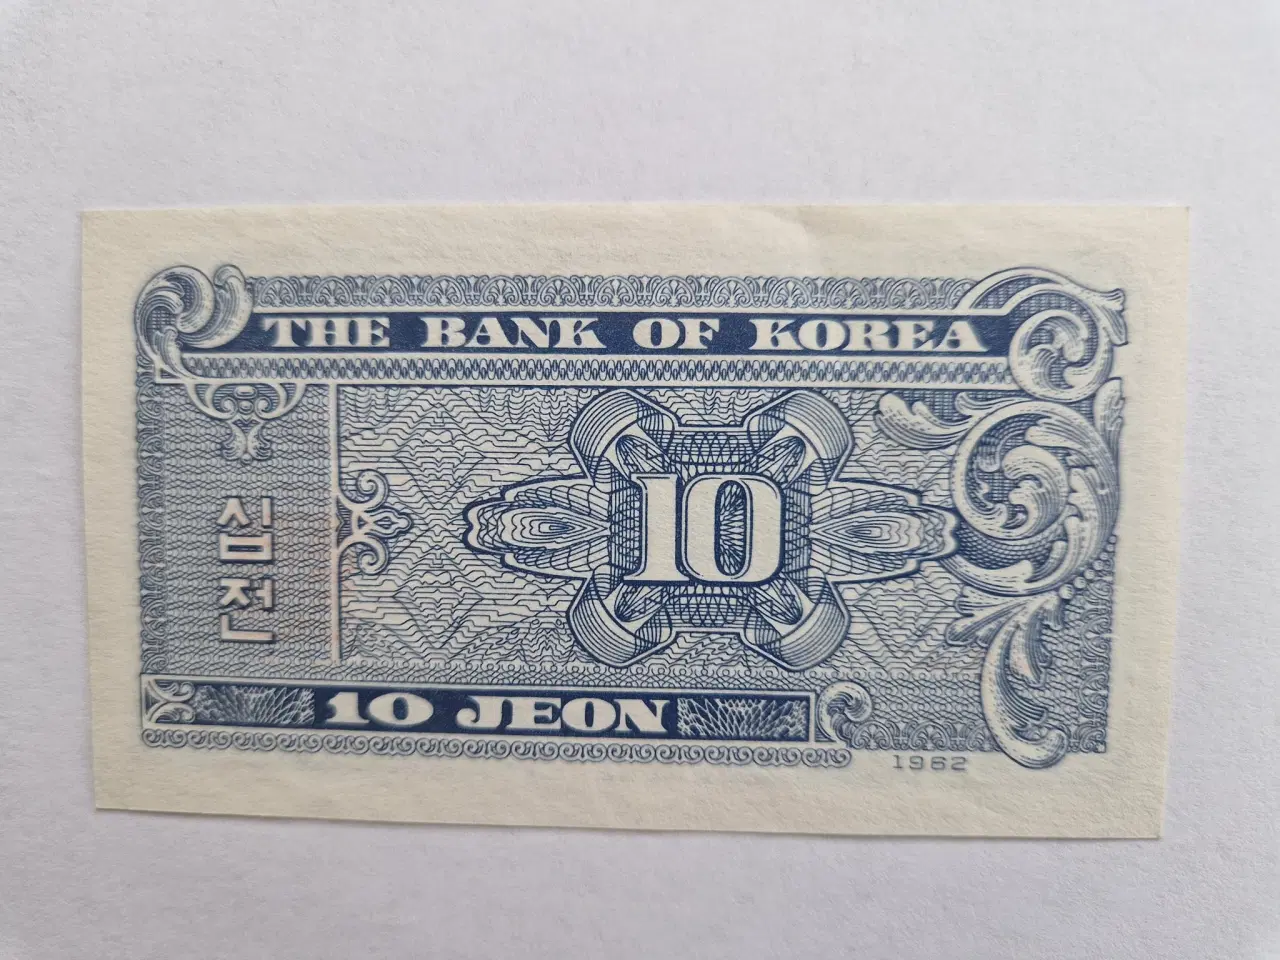 THE BANK OF KOREA
십전
10
10 JEON
1962